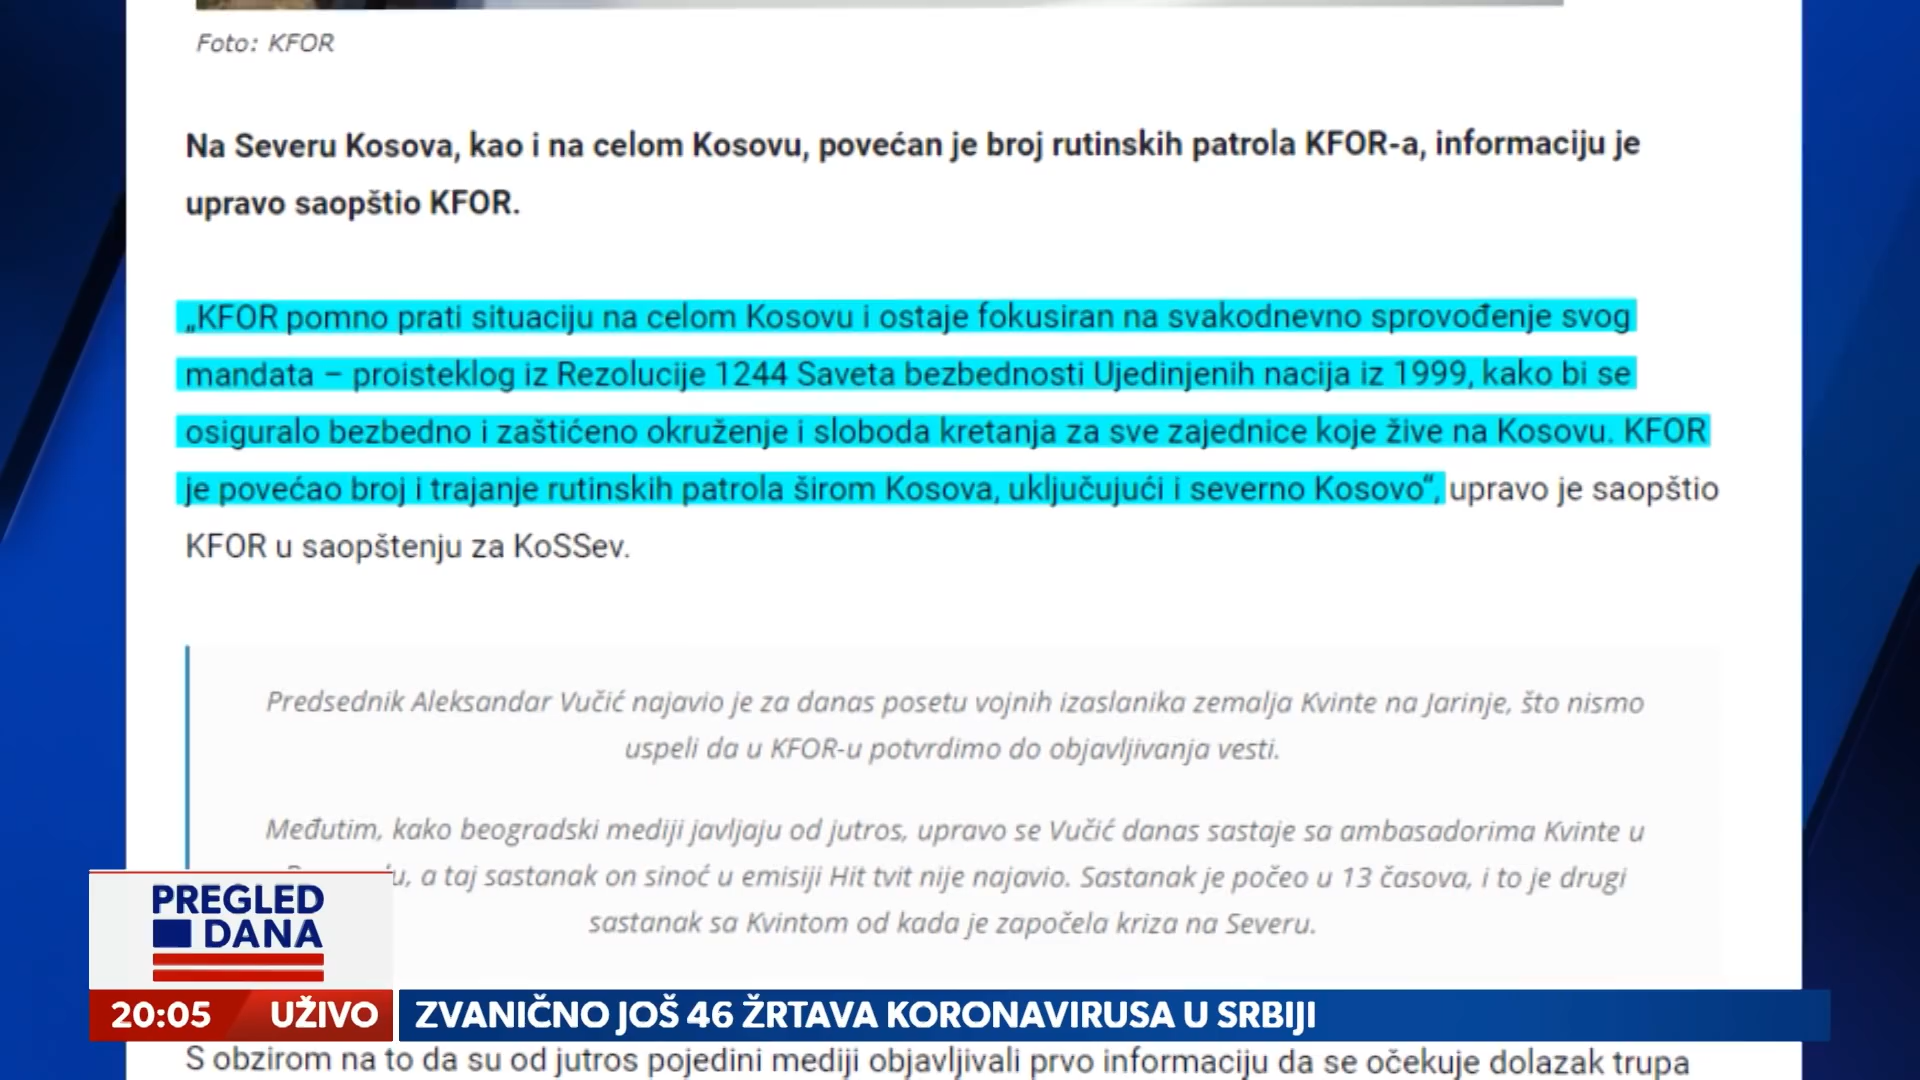 Foto: KFOR
Na Severu Kosova, kao i na celom Kosovu, povećan je broj rutinskih patrola KFOR-a, informaciju je
upravo saopštio KFOR.
„KFOR pomno prati situaciju na celom Kosovu i ostaje fokusiran na svakodnevno sprovođenje svog
mandata – proisteklog iz Rezolucije 1244 Saveta bezbednosti Ujedinjenih nacija iz 1999, kako bi se
osiguralo bezbedno i zaštićeno okruženje i sloboda kretanja za sve zajednice koje žive na Kosovu. KFOR
je povećao broj i trajanje rutinskih patrola širom Kosova, uključujući i severno Kosovo“, upravo je saopštio
KFOR u saopštenju za KoSSev.
Predsednik Aleksandar Vučić najavio je za danas posetu vojnih izaslanika zemalja Kvinte na Jarinje, što nismo
uspeli da u KFOR-u potvrdimo do objavljivanja vesti.
Međutim, kako beogradski mediji javljaju od jutros, upravo se Vučić danas sastaje sa ambasadorima Kvinte u
a taj sastanak on sinoć u emisiji Hit tvit nije najavio. Sastanak je počeo u 13 časova, i to je drugi
sastanak sa Kvintom od kada je započela kriza na Severu.
PREGLED
DANA
20:05 UŽIVO ZVANIČNO JOŠ 46 ŽRTAVA KORONAVIRUSA U SRBIJI
S obzirom na to da su od jutros pojedini mediji objavljivali prvo informaciju da se očekuje dolazak trupa